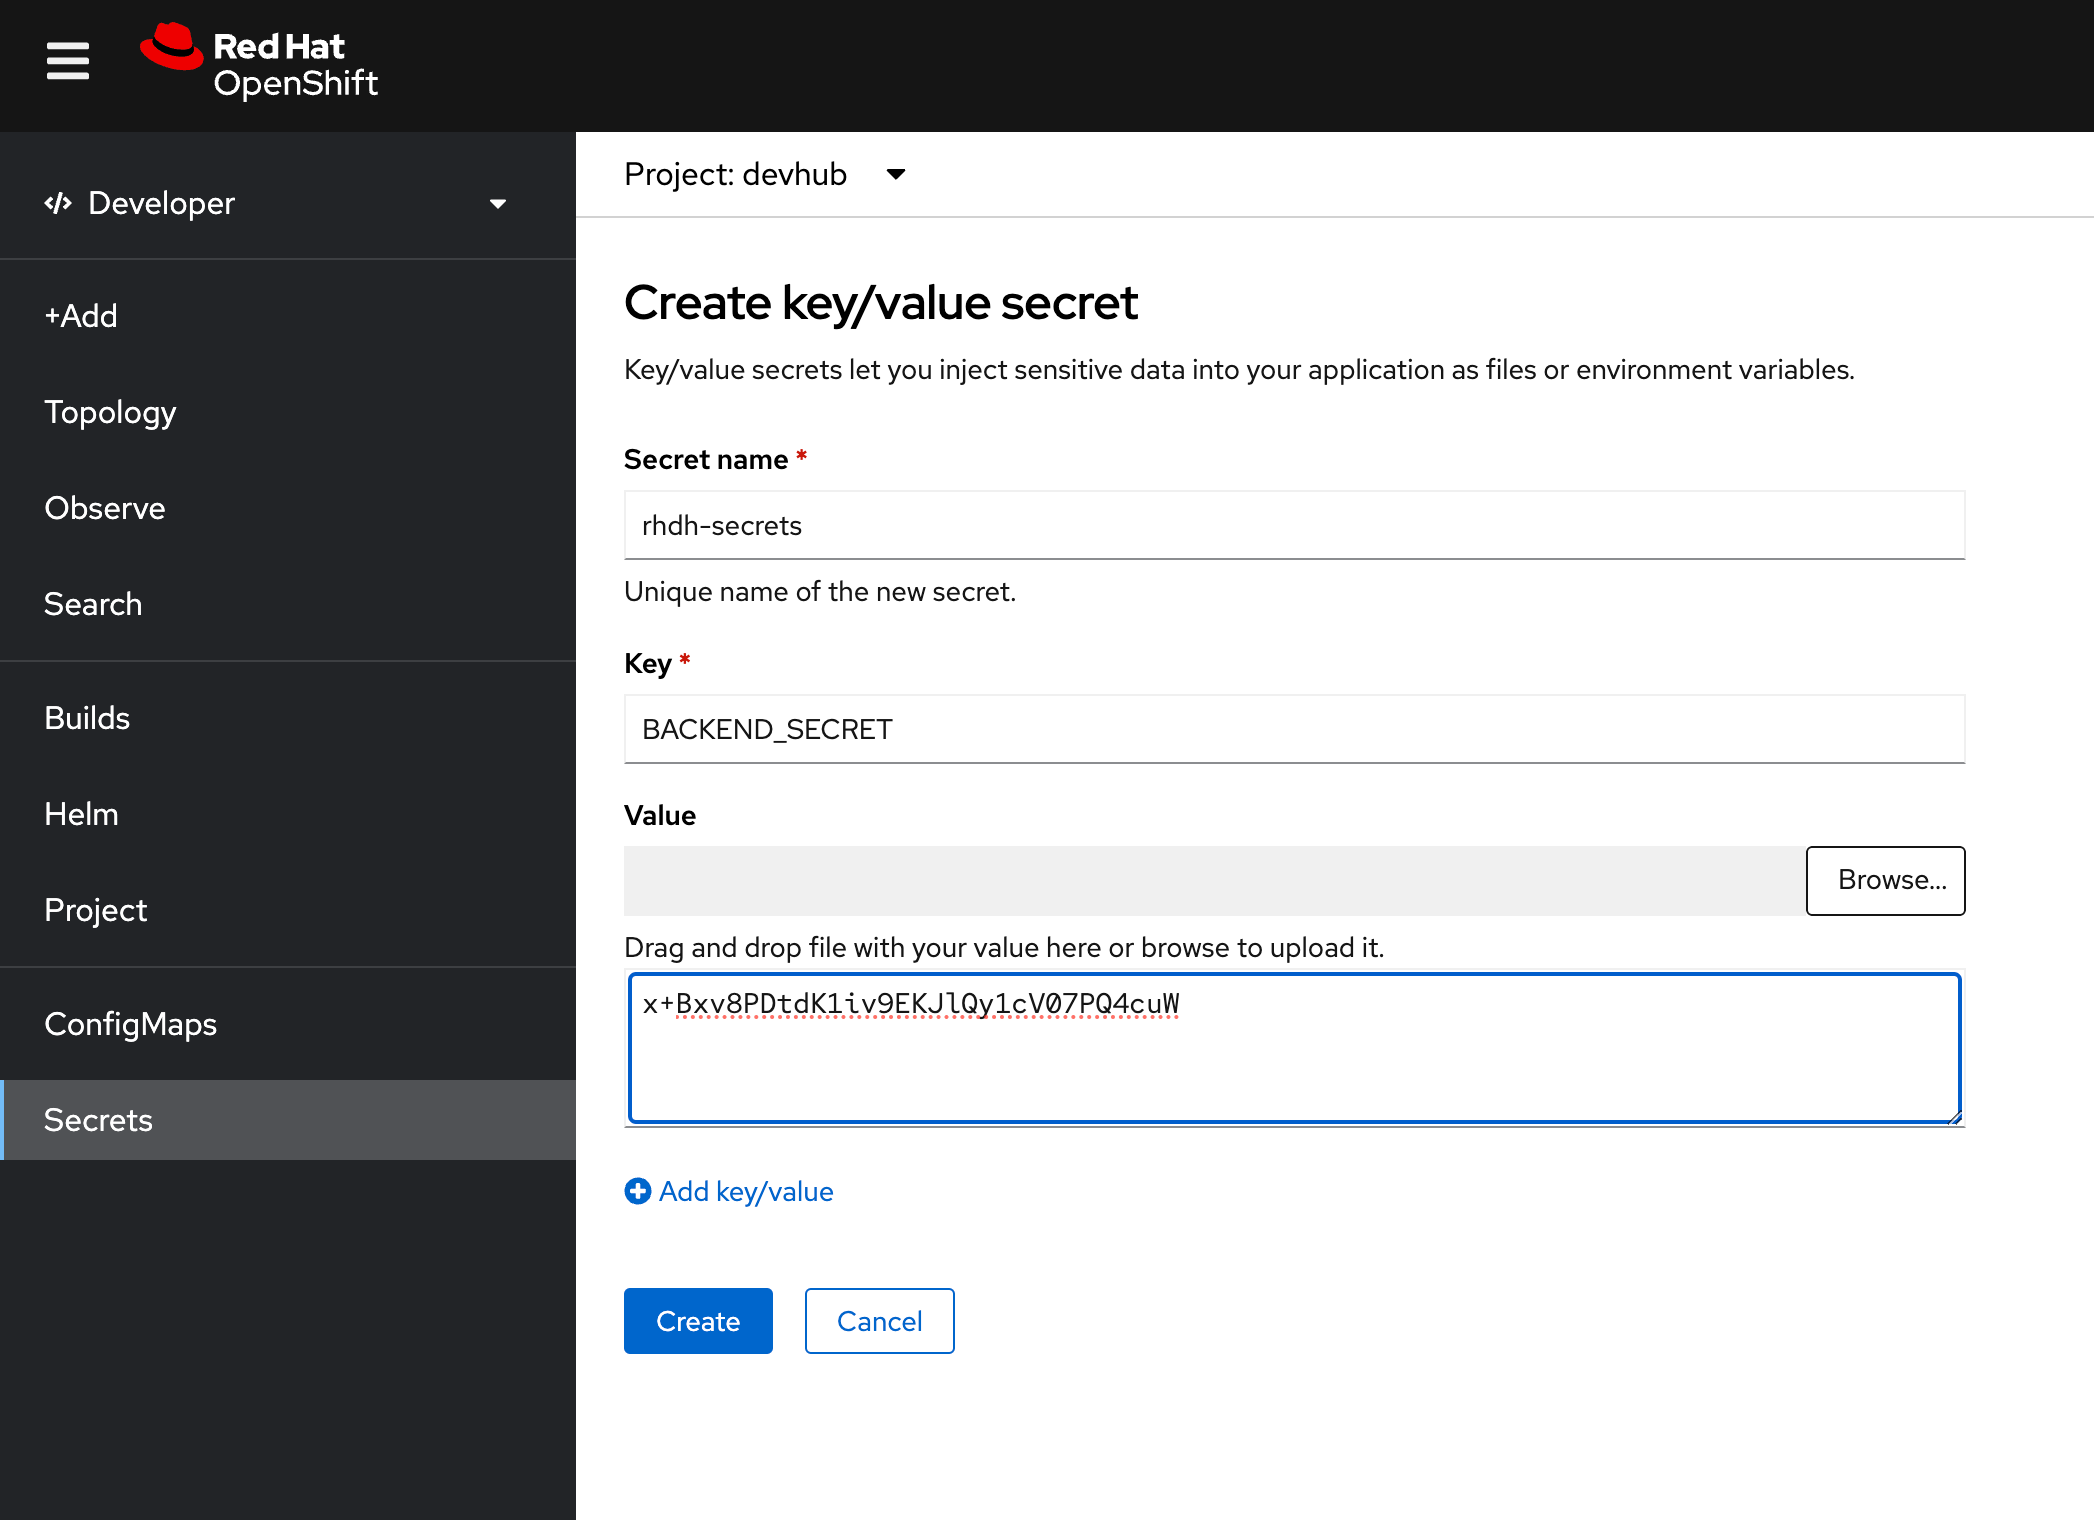 Red Hat
OpenShift
Developer
+Add
Topology
Observe
Search
Builds
Helm
Project
ConfigMaps
Secrets
Project: devhub
Create key/value secret
Key/value secrets let you inject sensitive data into your application as files or environment variables.
Secret name *
rhdh-secrets
Unique name of the new secret.
Key *
BACKEND_SECRET
Value
Browse...
Drag and drop file with your value here or browse to upload it.
x+Bxv8PDtdK1iv9EKJlQy1cV07PQ4cuW
Add key/value
Create
Cancel